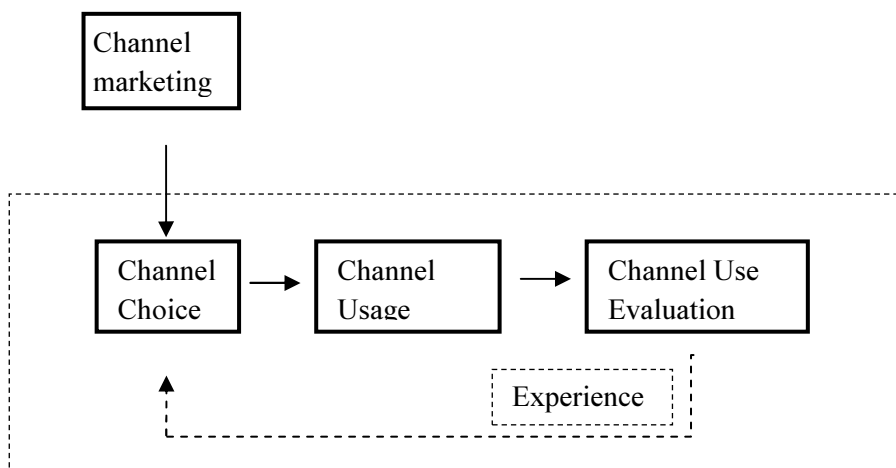 Channel
marketing
Channel
Choice
Channel
Usage
Channel Use
Evaluation
Experience